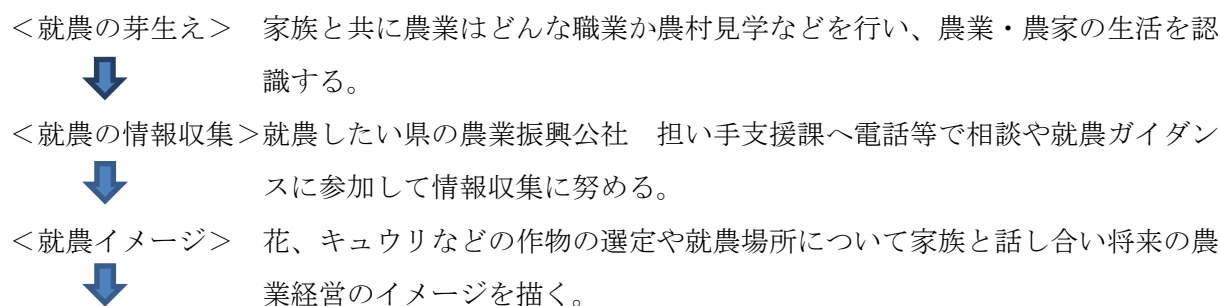 ＜就農の芽生え＞　家族と共に農業はどんな職業か農村見学などを行い、農業・農家の生活を認
識する。
＜就農の情報収集＞就農したい県の農業振興公社　担い手支援課へ電話等で相談や就農ガイダン
スに参加して情報収集に努める。
＜就農イメージ＞　花、キュウリなどの作物の選定や就農場所について家族と話し合い将来の農
業経営のイメージを描く。